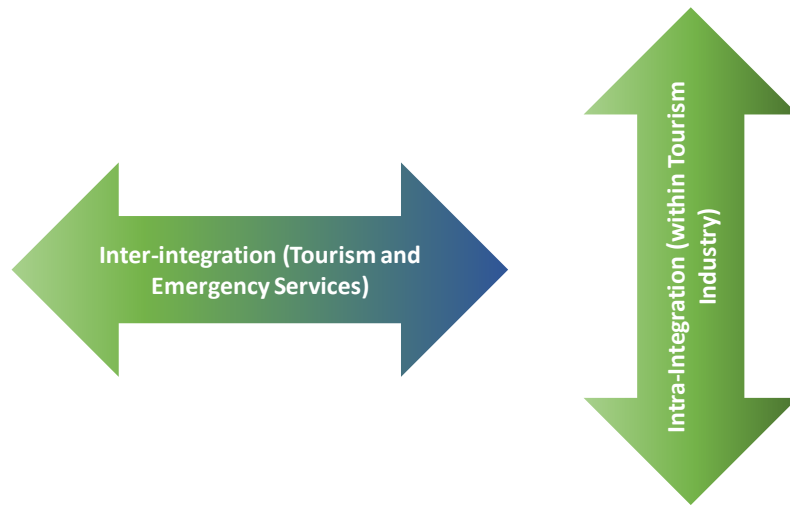 Inter-integration (Tourism and
Emergency Services)
Intra-Integration (within Tourism
Industry)